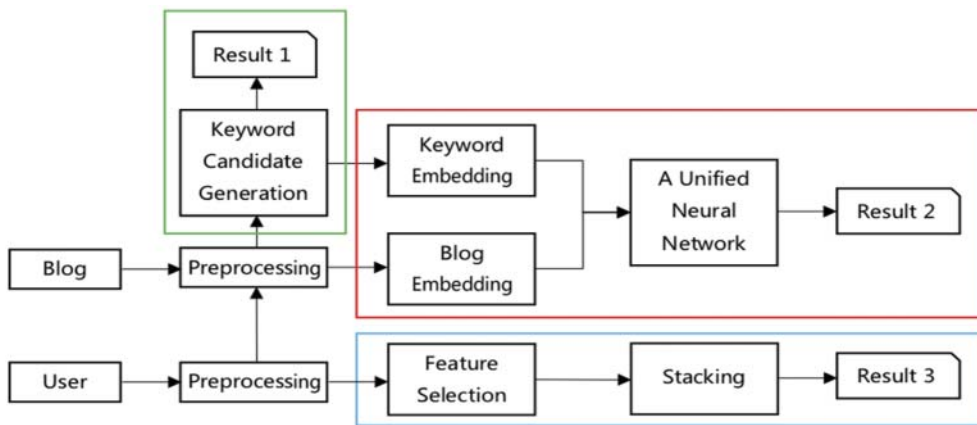 Result 1
Keyword
Candidate
Generation
Keyword
Embedding
A Unified
Neural
Network
Result 2
Blog
Preprocessing
Blog
Embedding
User
Preprocessing
Feature
Selection
Stacking
Result 3